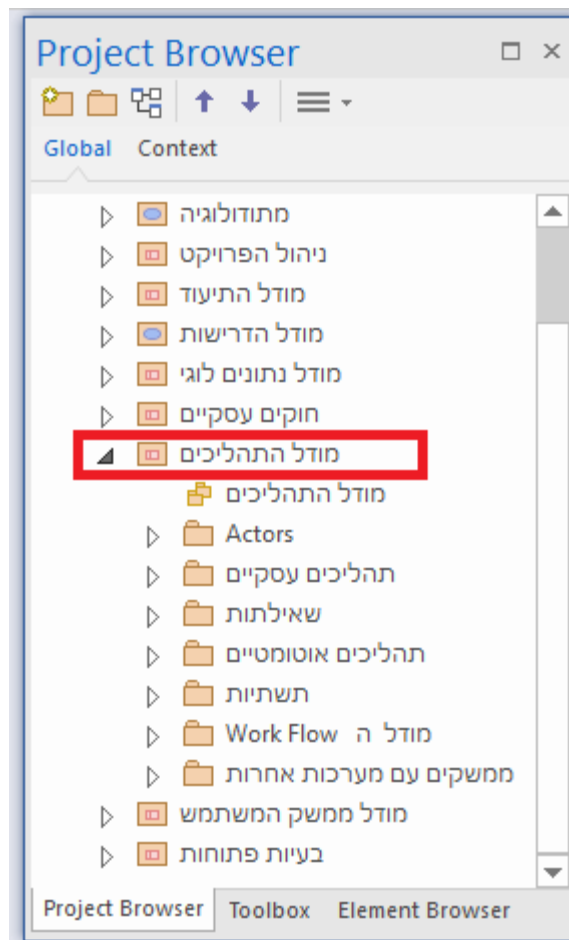 Project Browser
Global Context
מתודולוגיה
ניהול הפרויקט
מודל התיעוד
מודל הדרישות
מודל נתונים לוגי
חוקים עסקיים
מודל התהליכים
מודל התהליכים
Actors
תהליכים עסקיים
שאילתות
תהליכים אוטומטיים
תשתיות
מודל ה Work Flow
ממשקים עם מערכות אחרות
מודל ממשק המשתמש
בעיות פתוחות
Project Browser Toolbox Element Browser